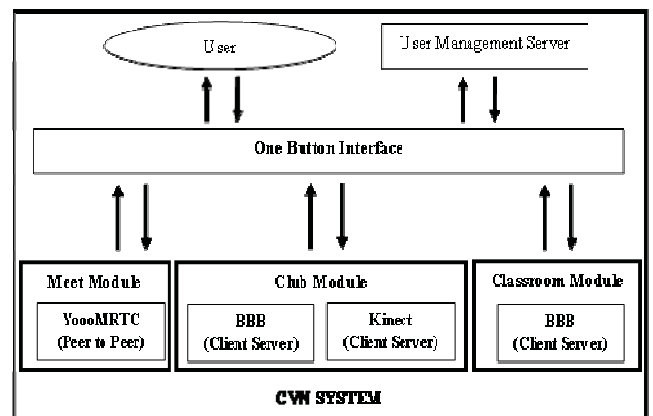 User
User Management Server
One Button Interface
Meet Module
YoooMRTC
(Peer to Peer)
Club Module
BBB
(Client Server)
Kinect
(Client Server)
Classroom Module
BBB
(Client Server)
CVN SYSTEM